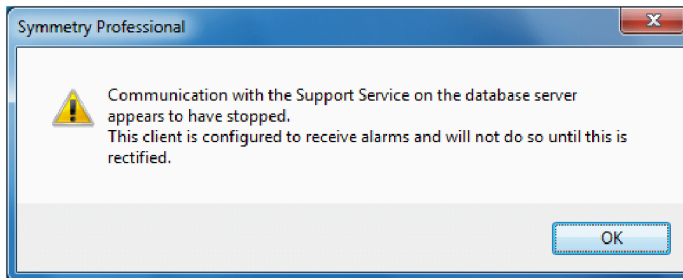 Symmetry Professional
Communication with the Support Service on the database server
appears to have stopped.
This client is configured to receive alarms and will not do so until this is
rectified.
OK